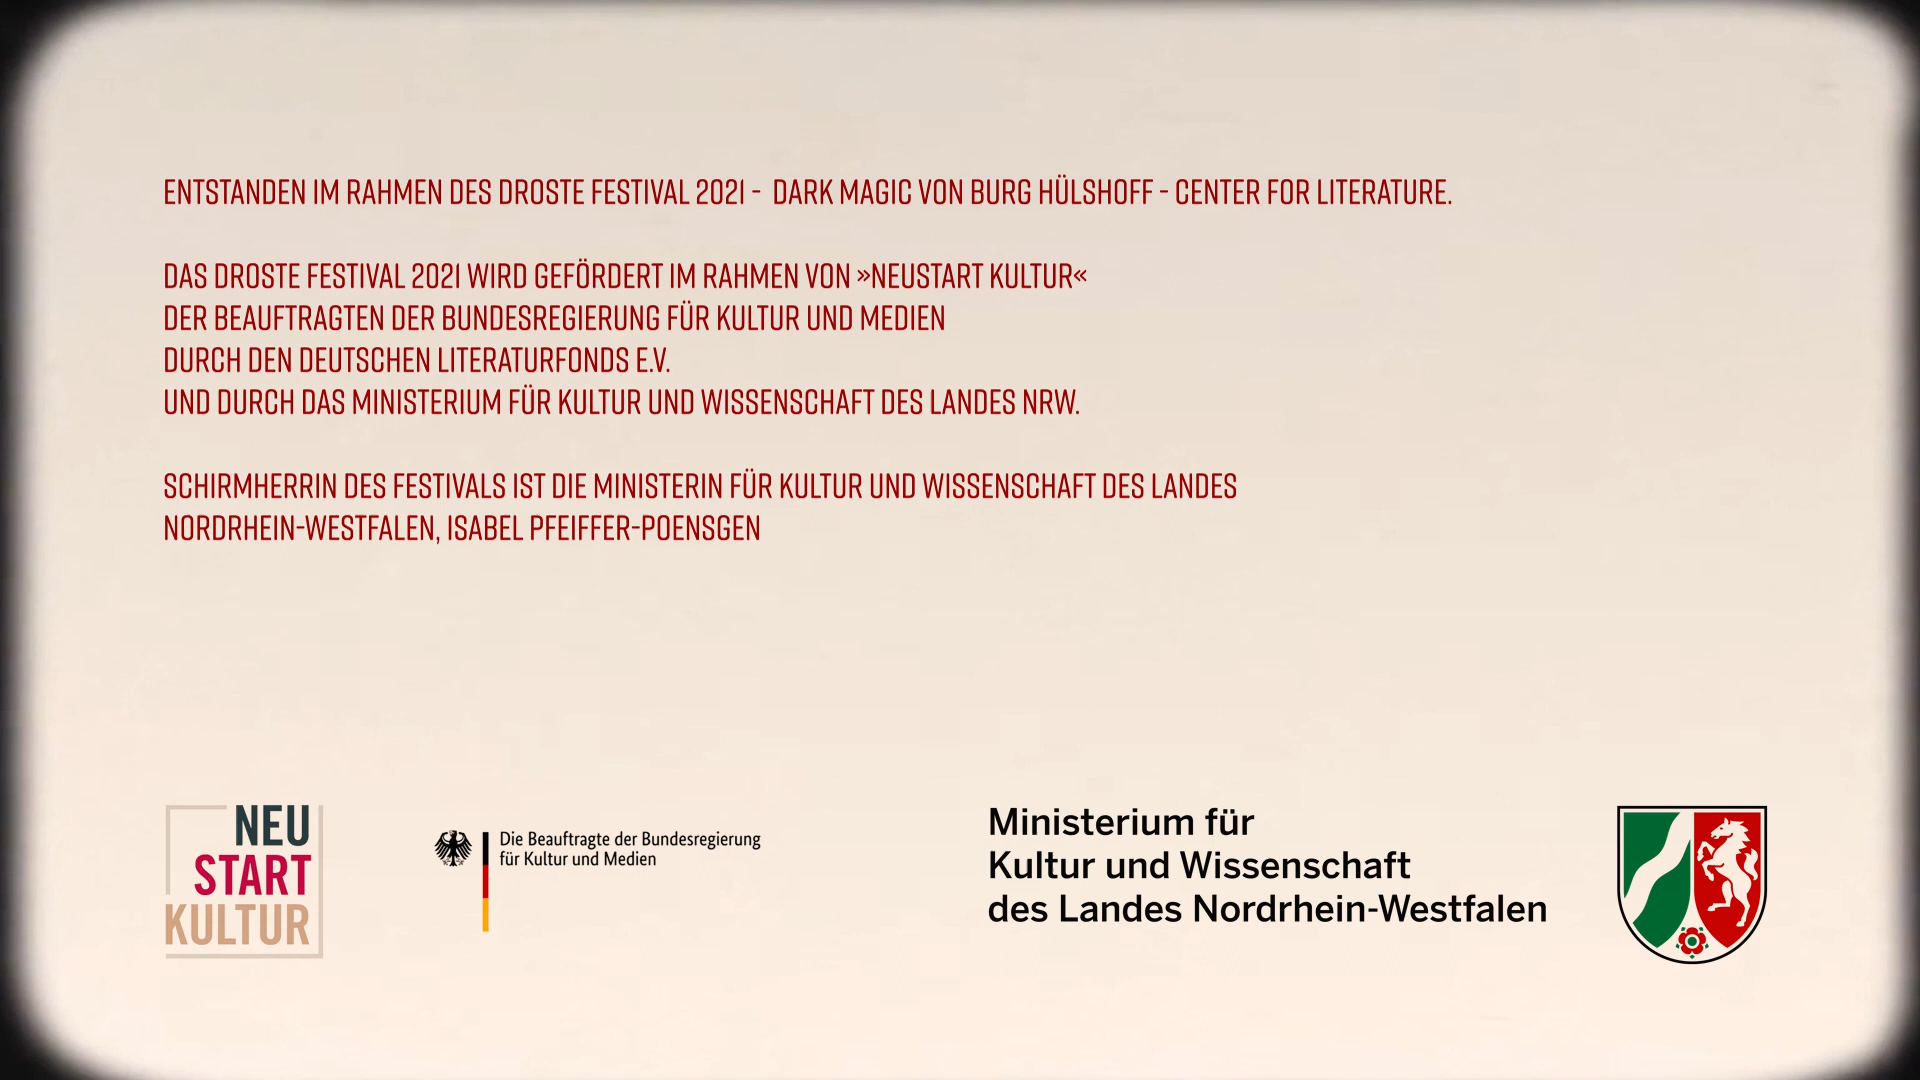 ENTSTANDEN IM RAHMEN DES DROSTE FESTIVAL 2021 - DARK MAGIC VON BURG HÜLSHOFF - CENTER FOR LITERATURE.
DAS DROSTE FESTIVAL 2021 WIRD GEFÖRDERT IM RAHMEN VON »NEUSTART KULTUR«
DER BEAUFTRAGTEN DER BUNDESREGIERUNG FÜR KULTUR UND MEDIEN
DURCH DEN DEUTSCHEN LITERATURFONDS E.V.
UND DURCH DAS MINISTERIUM FÜR KULTUR UND WISSENSCHAFT DES LANDES NRW.
SCHIRMHERRIN DES FESTIVALS IST DIE MINISTERIN FÜR KULTUR UND WISSENSCHAFT DES LANDES
NORDRHEIN-WESTFALEN, ISABEL PFEIFFER-POENSGEN
NEU
START
KULTUR
Die Beauftragte der Bundesregierung
für Kultur und Medien
Ministerium für
Kultur und Wissenschaft
des Landes Nordrhein-Westfalen